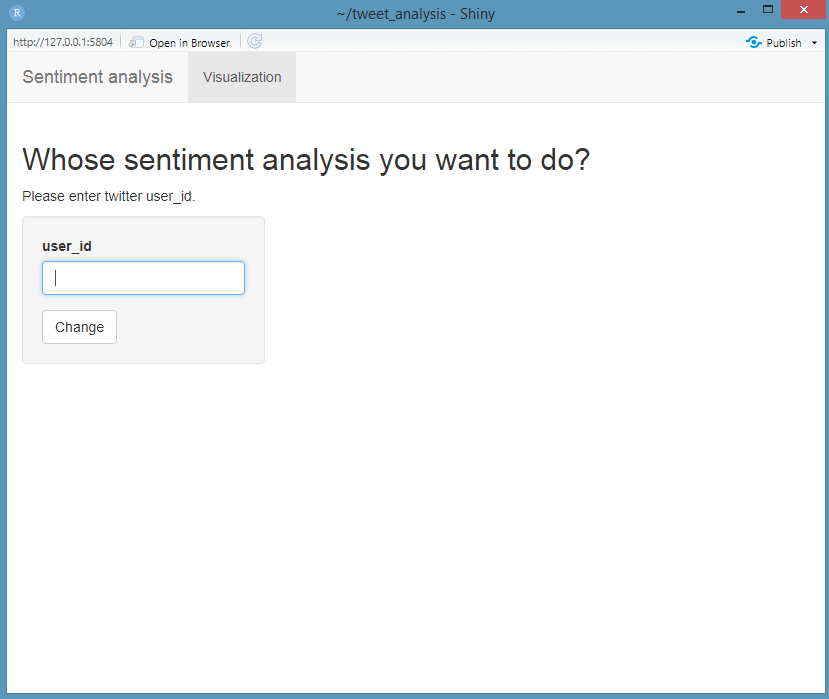 R
~/tweet_analysis - Shiny
http://127.0.0.1:5804 Open in Browser Publish
Sentiment analysis Visualization
Whose sentiment analysis you want to do?
Please enter twitter user_id.
user_id
Change